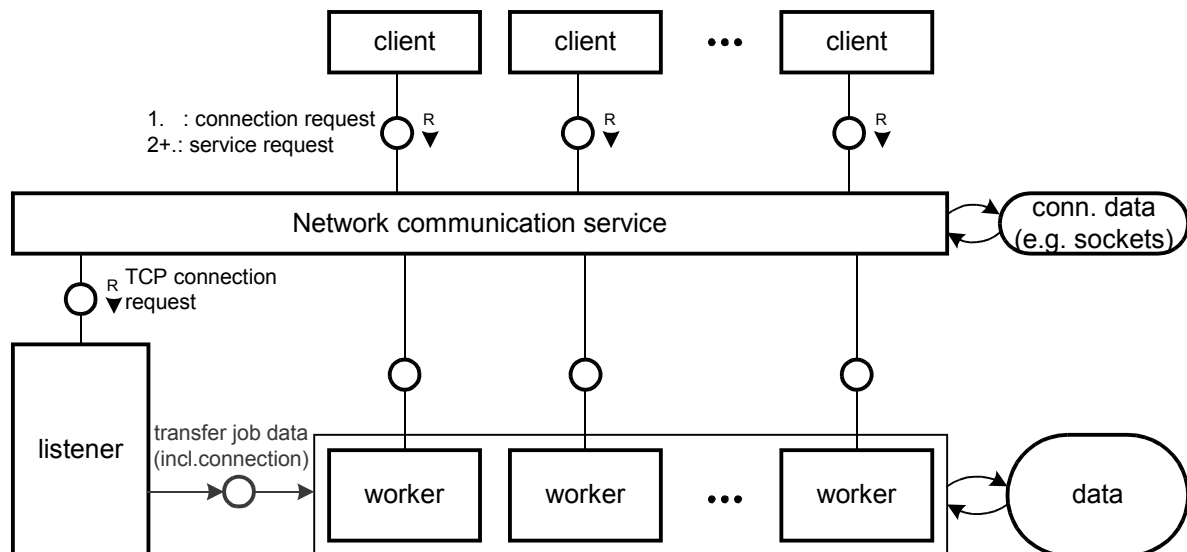 client
client
•••
client
1. : connection request
2+.: service request
R
R
R
Network communication service
conn. data
(e.g. sockets)
R
TCP connection
request
listener
transfer job data
(incl.connection)
worker
worker
•••
worker
data